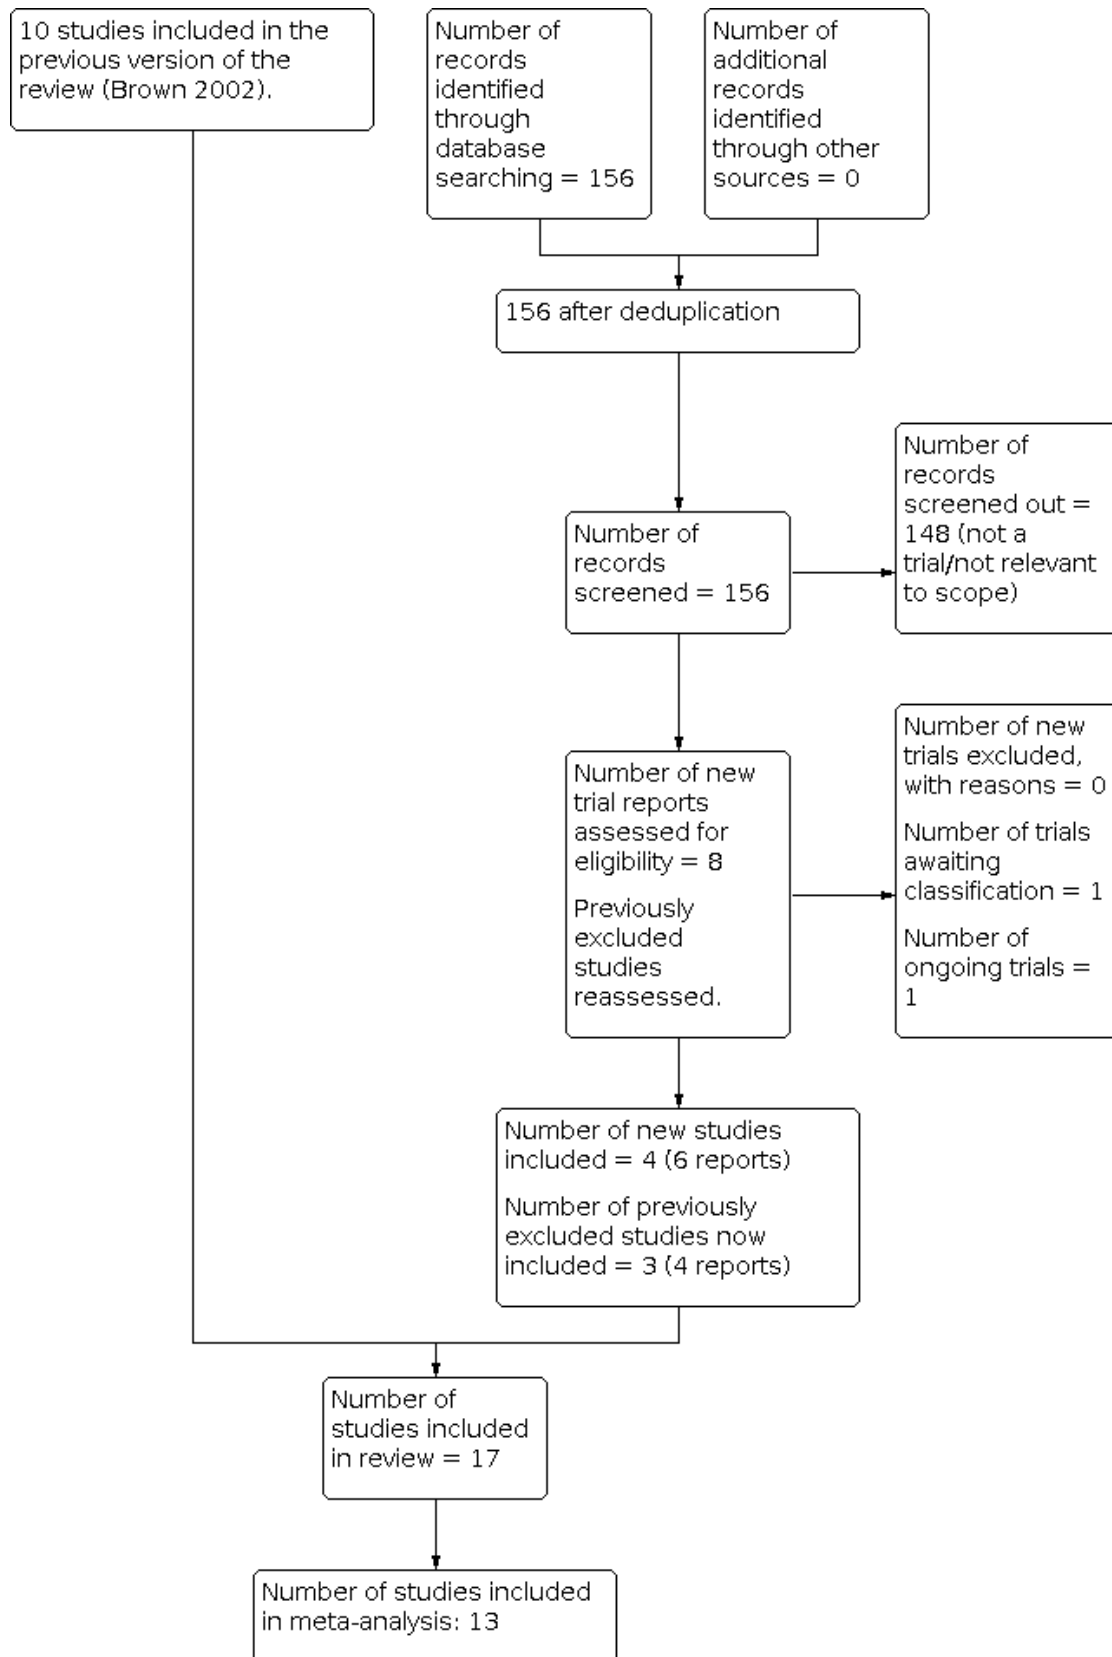 10 studies included in the
previous version of the
review (Brown 2002).
Number of
records
identified
through
database
searching = 156
Number of
additional
records
identified
through other
sources = 0
156 after deduplication
Number of
records
screened = 156
Number of
records
screened out =
148 (not a
trial/not relevant
to scope)
Number of new
trial reports
assessed for
eligibility = 8
Previously
excluded
studies
reassessed.
Number of new
trials excluded,
with reasons = 0
Number of trials
awaiting
classification = 1
Number of
ongoing trials =
1
Number of new studies
included = 4 (6 reports)
Number of previously
excluded studies now
included = 3 (4 reports)
Number of
studies included
in review = 17
Number of studies included
in meta-analysis: 13